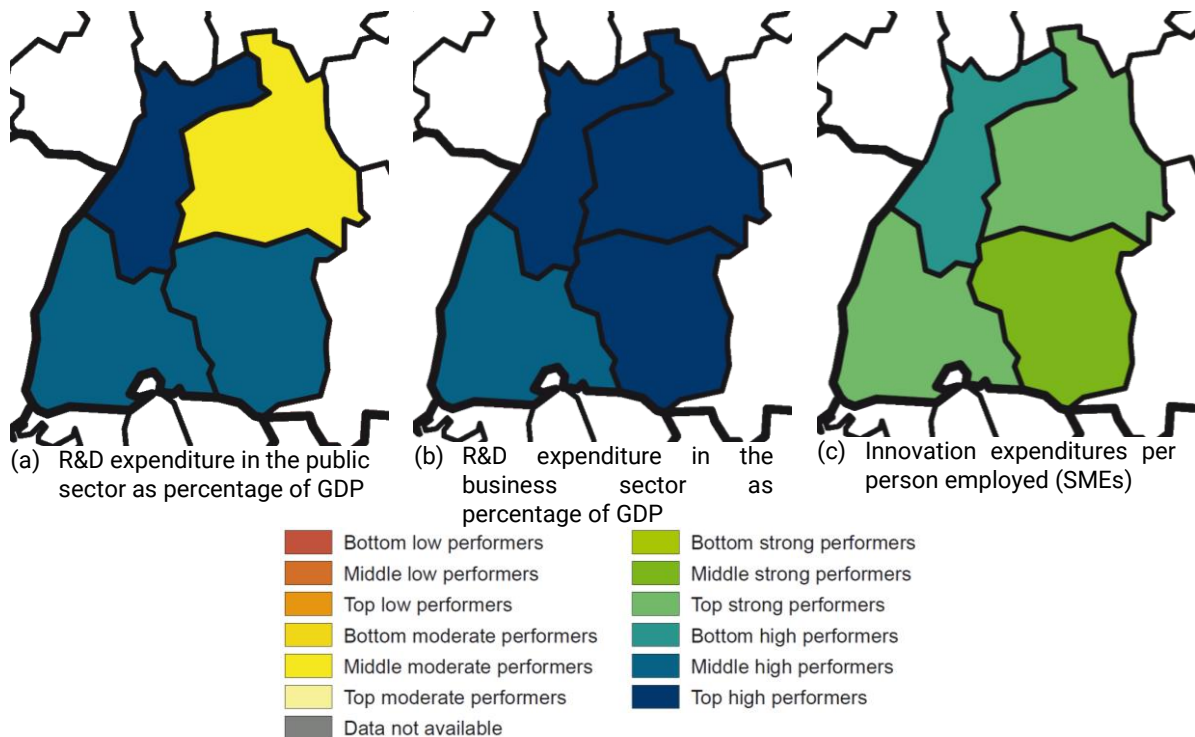 (a) R&D expenditure in the public
sector as percentage of GDP
(b) R&D expenditure in the
business sector as
percentage of GDP
(c) Innovation expenditures per
person employed (SMEs)
Bottom low performers
Middle low performers
Top low performers
Bottom moderate performers
Middle moderate performers
Top moderate performers
Data not available
Bottom strong performers
Middle strong performers
Top strong performers
Bottom high performers
Middle high performers
Top high performers